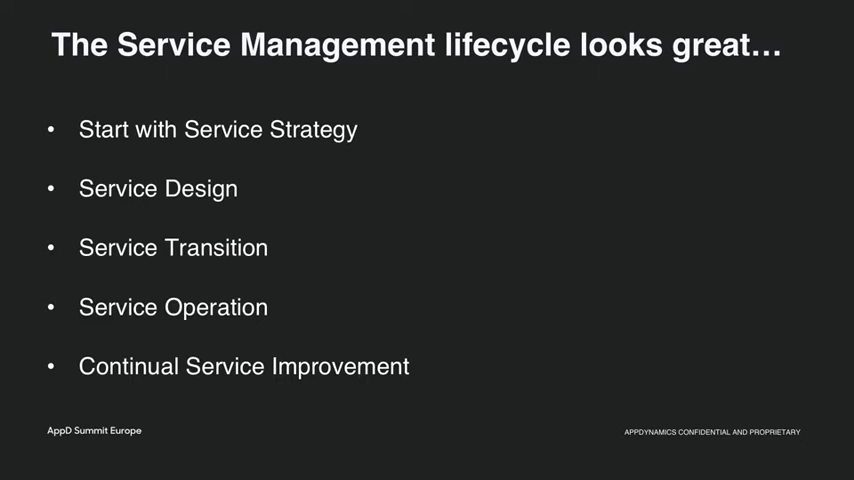 The Service Management lifecycle looks great…
• Start with Service Strategy
• Service Design
• Service Transition
• Service Operation
• Continual Service Improvement
AppD Summit Europe
APPDYNAMICS CONFIDENTIAL AND PROPRIETARY